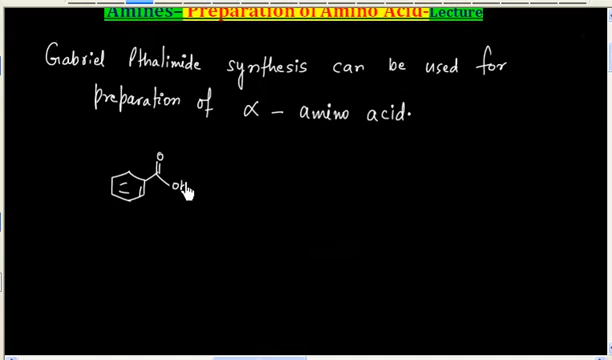 Amines– Preparation of Amino Acid-Lecture
Gabriel Pthalimide synthesis can be used for
preparation of α – amino acid.
O
OH